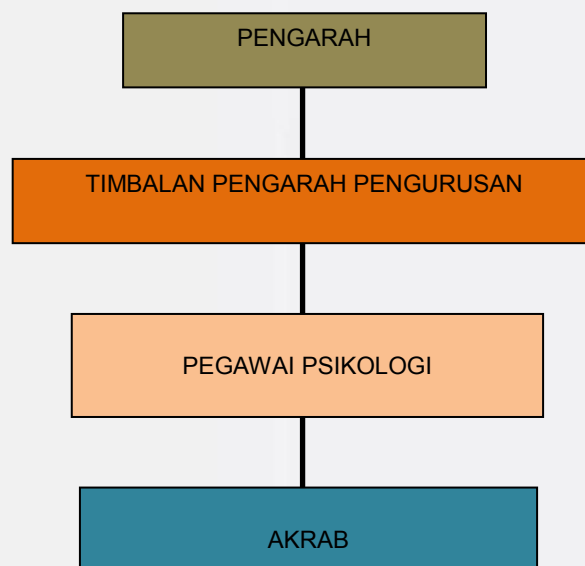 PENGARAH
TIMBALAN PENGARAH PENGURUSAN
PEGAWAI PSIKOLOGI
AKRAB